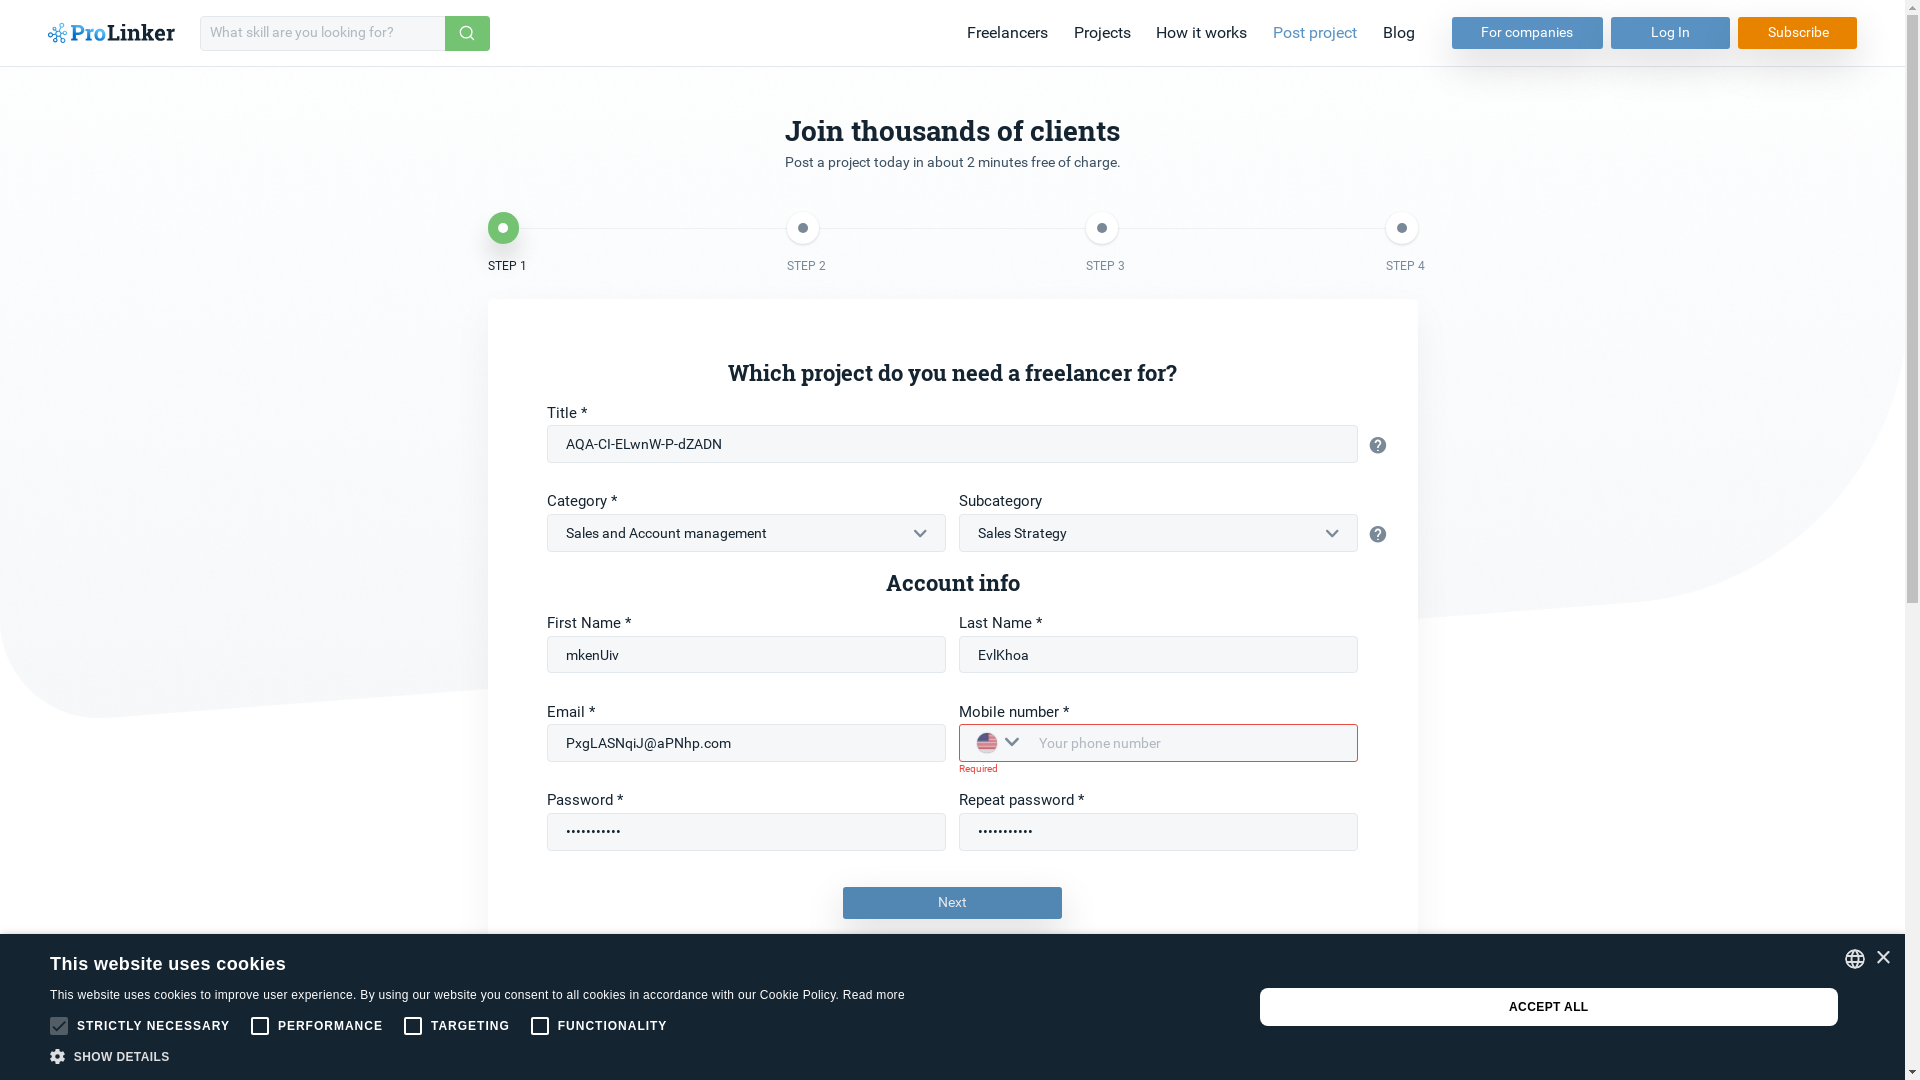 ProLinker
What skill are you looking for?
Freelancers
Projects
How it works
Post project
Blog
For companies
Log In
Subscribe
Join thousands of clients
Post a project today in about 2 minutes free of charge.
STEP 1
STEP 2
STEP 3
STEP 4
Which project do you need a freelancer for?
Title *
AQA-CI-ELwnW-P-dZADN
Category *
Subcategory
Sales and Account management
Sales Strategy
Account info
First Name *
Last Name *
mkenUiv
EvlKhoa
Email *
Mobile number *
PxgLASNqiJ@aPNhp.com
Your phone number
Required
Password *
Repeat password *
•••••••••••
•••••••••••
Next
This website uses cookies
This website uses cookies to improve user experience. By using our website you consent to all cookies in accordance with our Cookie Policy. Read more
STRICTLY NECESSARY
PERFORMANCE
TARGETING
FUNCTIONALITY
SHOW DETAILS
ACCEPT ALL